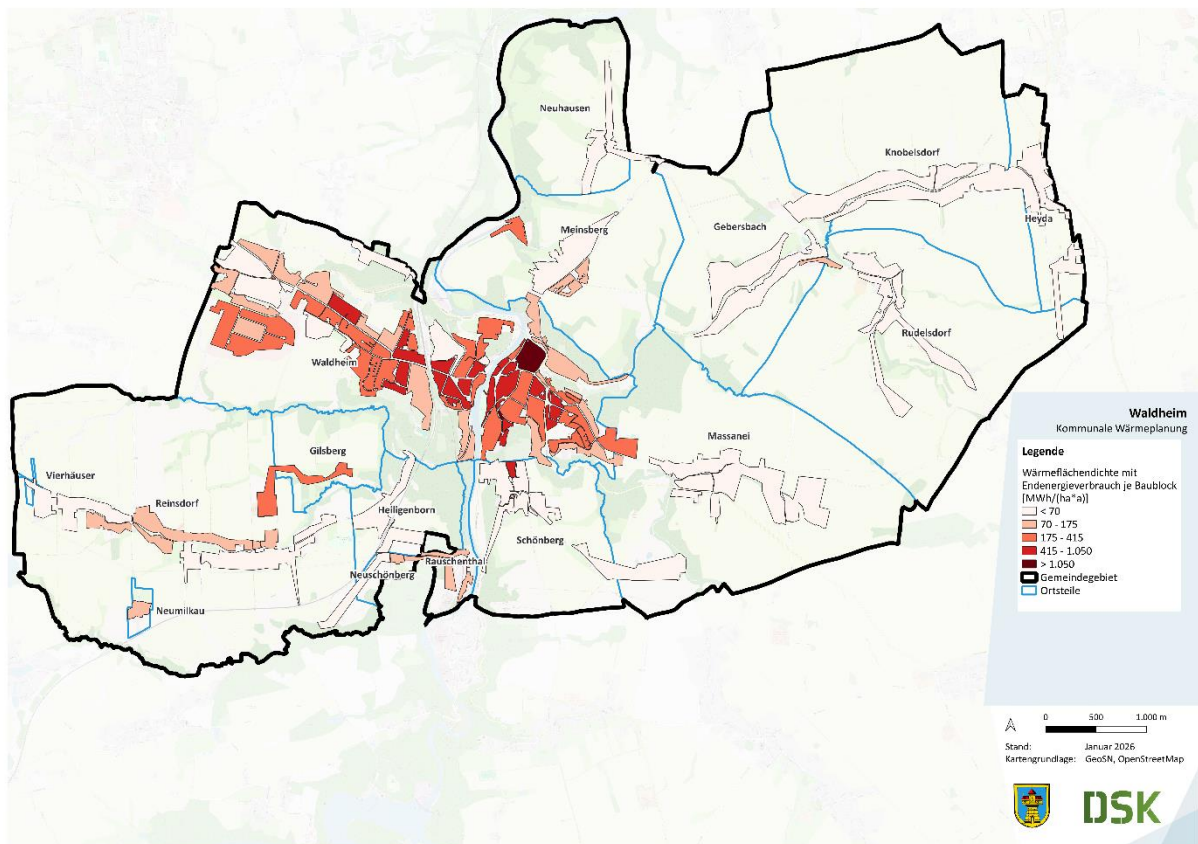 Neuhausen
Knobelsdorf
Heyda
Meinsberg
Gebersbach
Rudelsdorf
Waldheim
Massanei
Gilsberg
Vierhäuser
Reinsdorf
Heiligenborn
Schönberg
Neuschönberg
Rauschenthal
Neumilkau
Waldheim
Kommunale Wärmeplanung
Legende
Wärmeflächendichte mit
Endenergieverbrauch je Baublock
[MWh/(ha*a)]
< 70
70 - 175
175 - 415
415 - 1.050
> 1.050
Gemeindegebiet
Ortsteile
0 500 1.000 m
Stand: Januar 2026
Kartengrundlage: GeoSN, OpenStreetMap
DSK